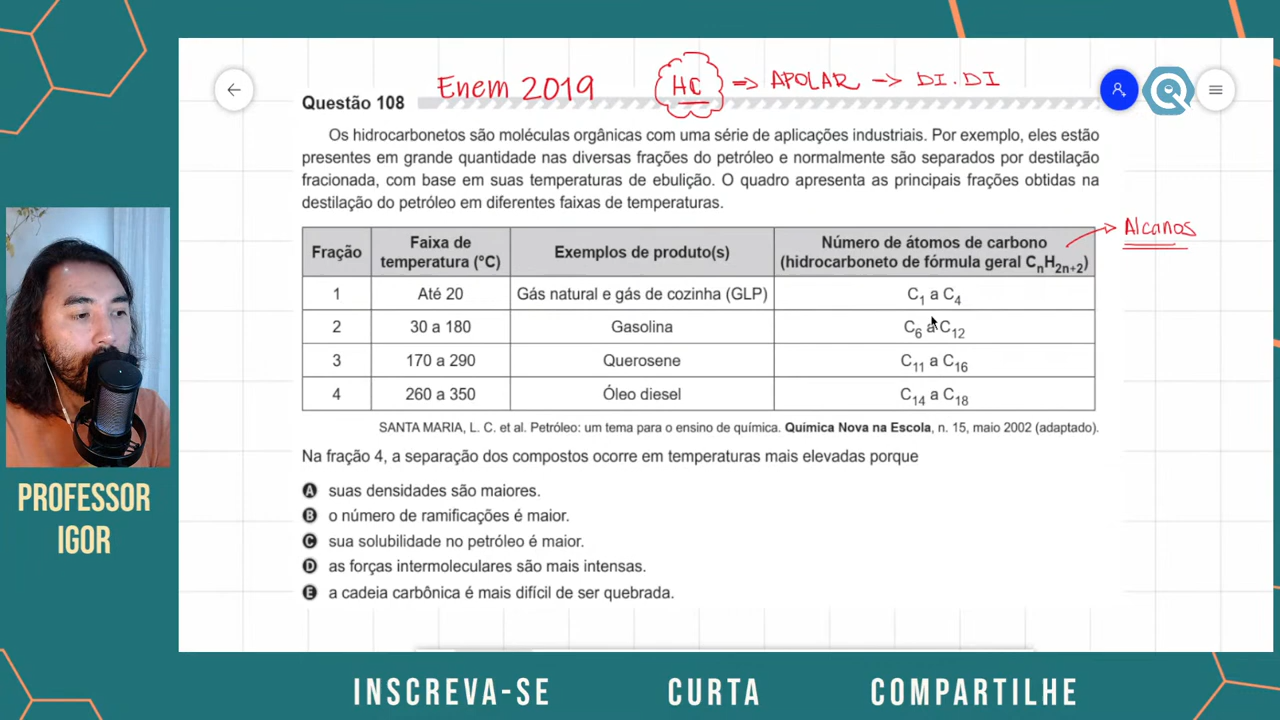 Enem 2019
HC ⇒ APOLAR → DI.DI
Questão 108
Os hidrocarbonetos são moléculas orgânicas com uma série de aplicações industriais. Por exemplo, eles estão
presentes em grande quantidade nas diversas frações do petróleo e normalmente são separados por destilação
fracionada, com base em suas temperaturas de ebulição. O quadro apresenta as principais frações obtidas na
destilação do petróleo em diferentes faixas de temperaturas.
Alcanos
Fração
Faixa de
temperatura (°C)
Exemplos de produto(s)
Número de átomos de carbono
(hidrocarboneto de fórmula geral CₙH₂ₙ₊₂)
1 Até 20 Gás natural e gás de cozinha (GLP) C₁ a C₄
2 30 a 180 Gasolina C₆ a C₁₂
3 170 a 290 Querosene C₁₁ a C₁₆
4 260 a 350 Óleo diesel C₁₄ a C₁₈
SANTA MARIA, L. C. et al. Petróleo: um tema para o ensino de química. Química Nova na Escola, n. 15, maio 2002 (adaptado).
Na fração 4, a separação dos compostos ocorre em temperaturas mais elevadas porque
A suas densidades são maiores.
B o número de ramificações é maior.
C sua solubilidade no petróleo é maior.
D as forças intermoleculares são mais intensas.
E a cadeia carbônica é mais difícil de ser quebrada.
PROFESSOR
IGOR
INSCREVA-SE CURTA COMPARTILHE